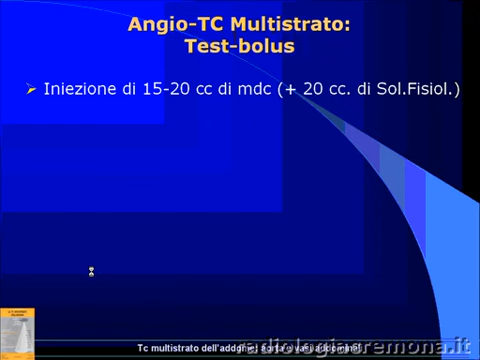 Angio-TC Multistrato:
Test-bolus
Iniezione di 15-20 cc di mdc (+ 20 cc. di Sol.Fisiol.)
Tc multistrato dell'addome: aorta e vasi addominali
radiologiacremona.it